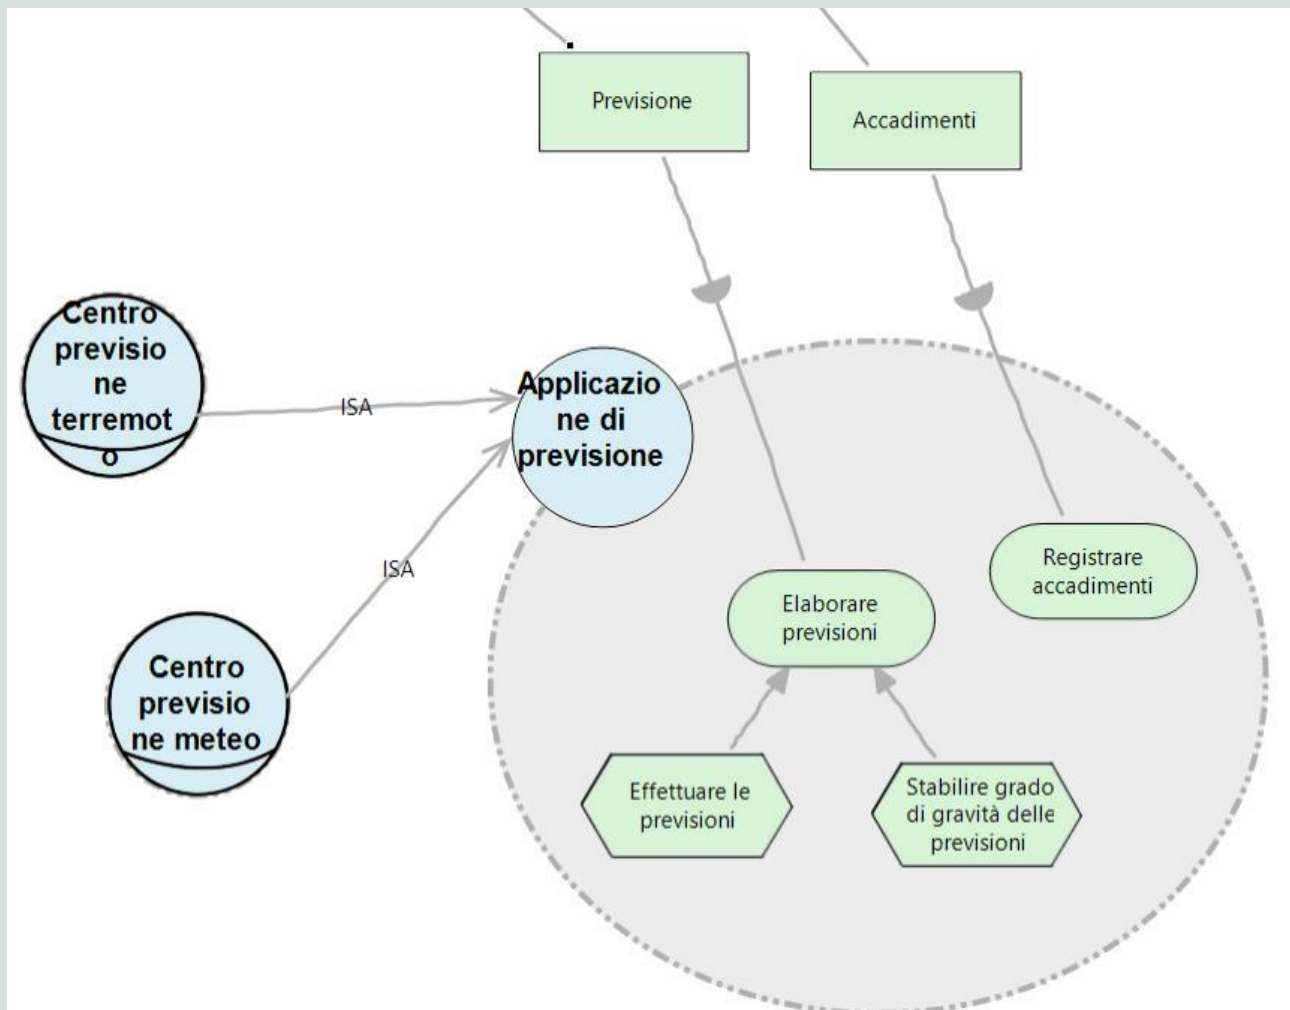 Previsione
Accadimenti
Centro
previsio
ne
terremot
o
ISA
Applicazio
ne di
previsione
ISA
Registrare
accadimenti
Elaborare
previsioni
Centro
previsio
ne meteo
Effettuare le
previsioni
Stabilire grado
di gravità delle
previsioni